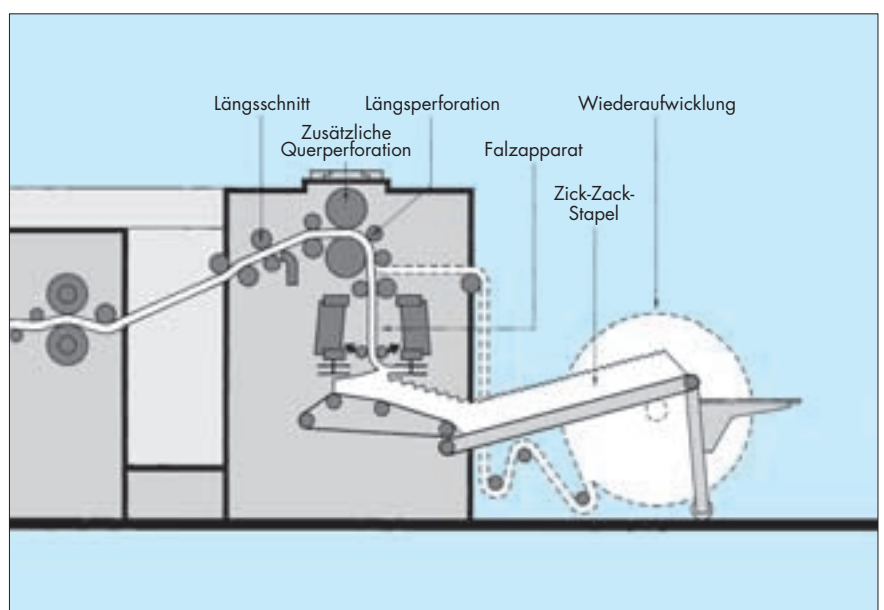 Längsschnitt
Längsperforation
Wiederaufwicklung
Zusätzliche
Querperforation
Falzapparat
Zick-Zack-
Stapel